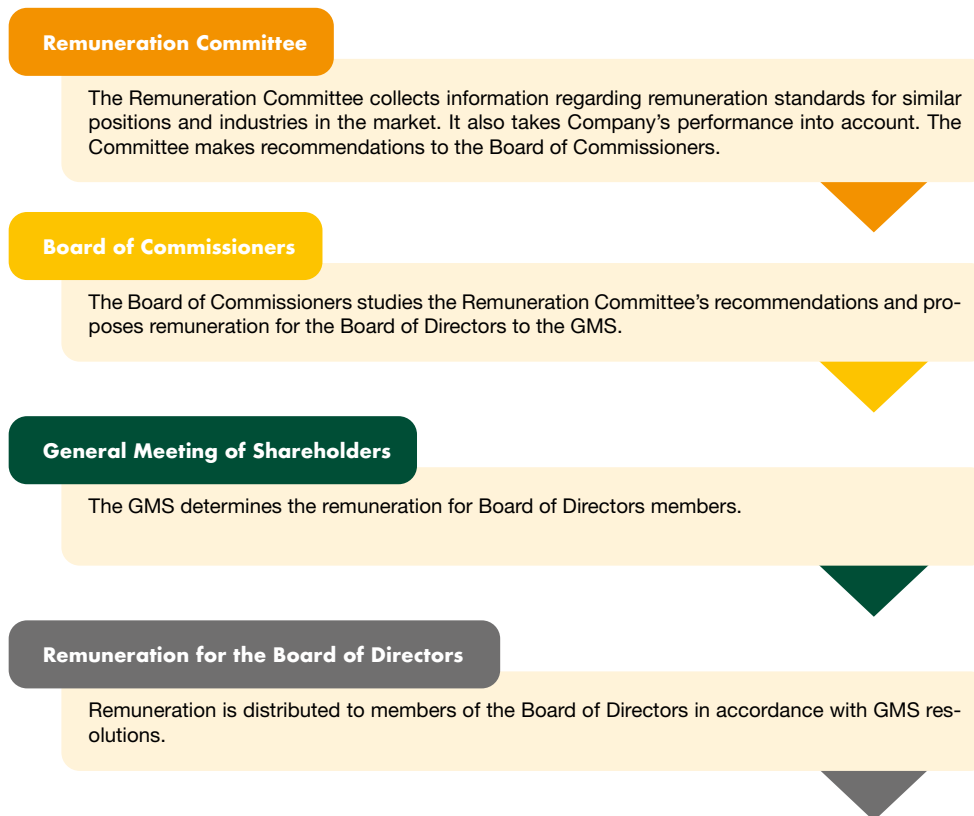 Remuneration Committee
The Remuneration Committee collects information regarding remuneration standards for similar
positions and industries in the market. It also takes Company’s performance into account. The
Committee makes recommendations to the Board of Commissioners.
Board of Commissioners
The Board of Commissioners studies the Remuneration Committee’s recommendations and pro-
poses remuneration for the Board of Directors to the GMS.
General Meeting of Shareholders
The GMS determines the remuneration for Board of Directors members.
Remuneration for the Board of Directors
Remuneration is distributed to members of the Board of Directors in accordance with GMS res-
olutions.